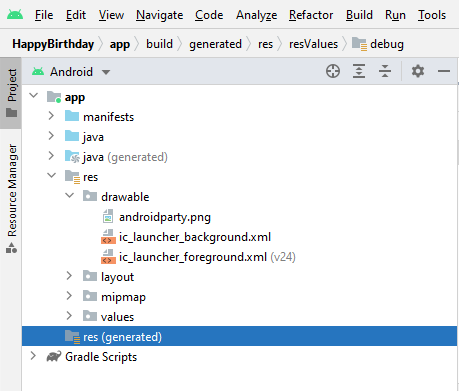 File Edit View Navigate Code Analyze Refactor Build Run Tools
HappyBirthday app build generated res resValues debug
Project
Resource Manager
Android
app
manifests
java
java (generated)
res
drawable
androidparty.png
ic_launcher_background.xml
ic_launcher_foreground.xml (v24)
layout
mipmap
values
res (generated)
Gradle Scripts